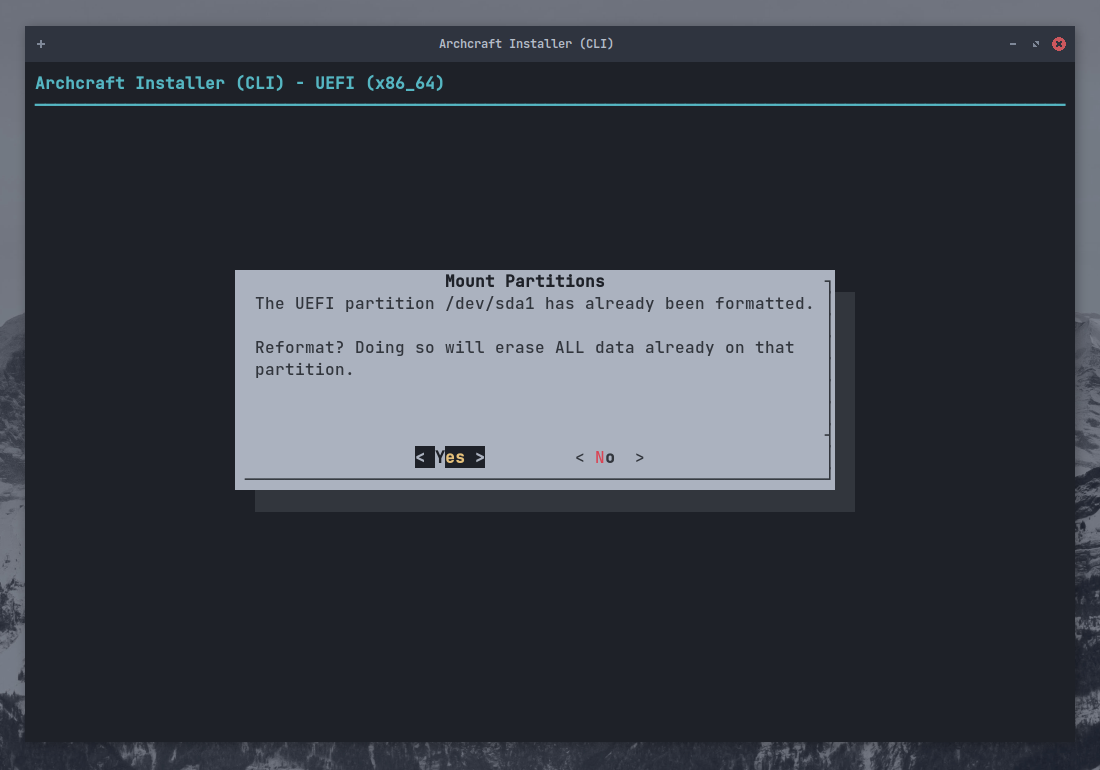 Archcraft Installer (CLI)
Archcraft Installer (CLI) - UEFI (x86_64)
Mount Partitions
The UEFI partition /dev/sda1 has already been formatted.
Reformat? Doing so will erase ALL data already on that
partition.
< Yes > < No >